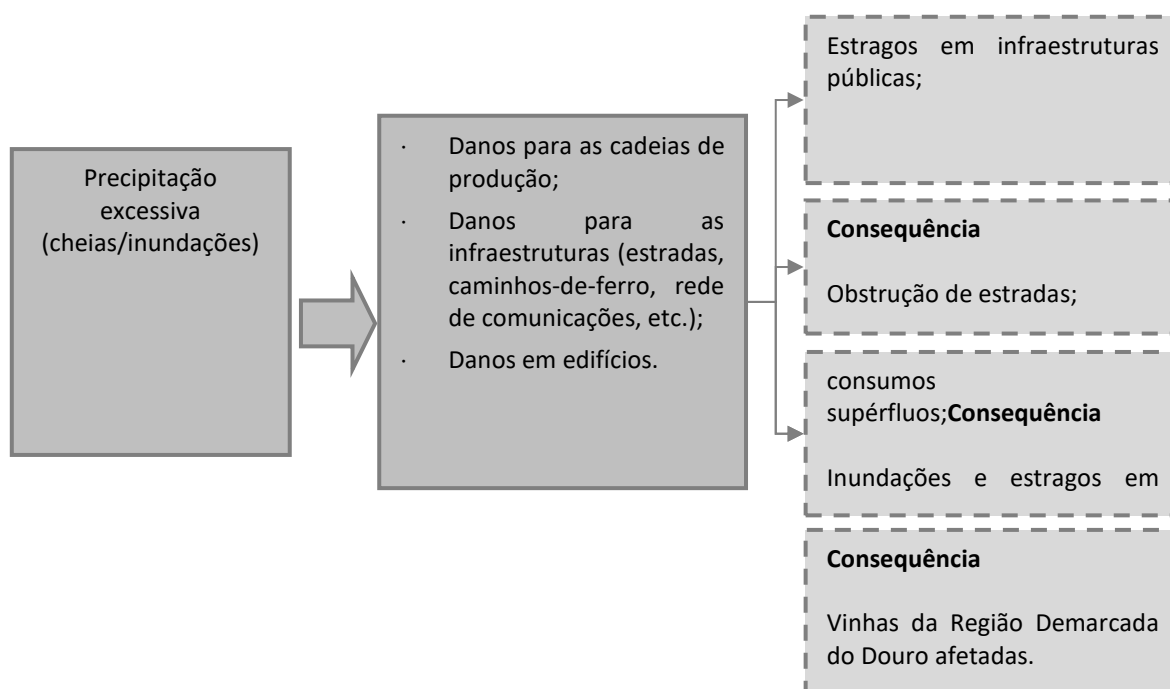 Precipitação
excessiva
(cheias/inundações)
· Danos para as cadeias de
produção;
· Danos para as
infraestruturas (estradas,
caminhos-de-ferro, rede
de comunicações, etc.);
· Danos em edifícios.
Estragos em infraestruturas
públicas;
Consequência
Obstrução de estradas;
consumos
supérfluos;Consequência
Inundações e estragos em
Consequência
Vinhas da Região Demarcada
do Douro afetadas.